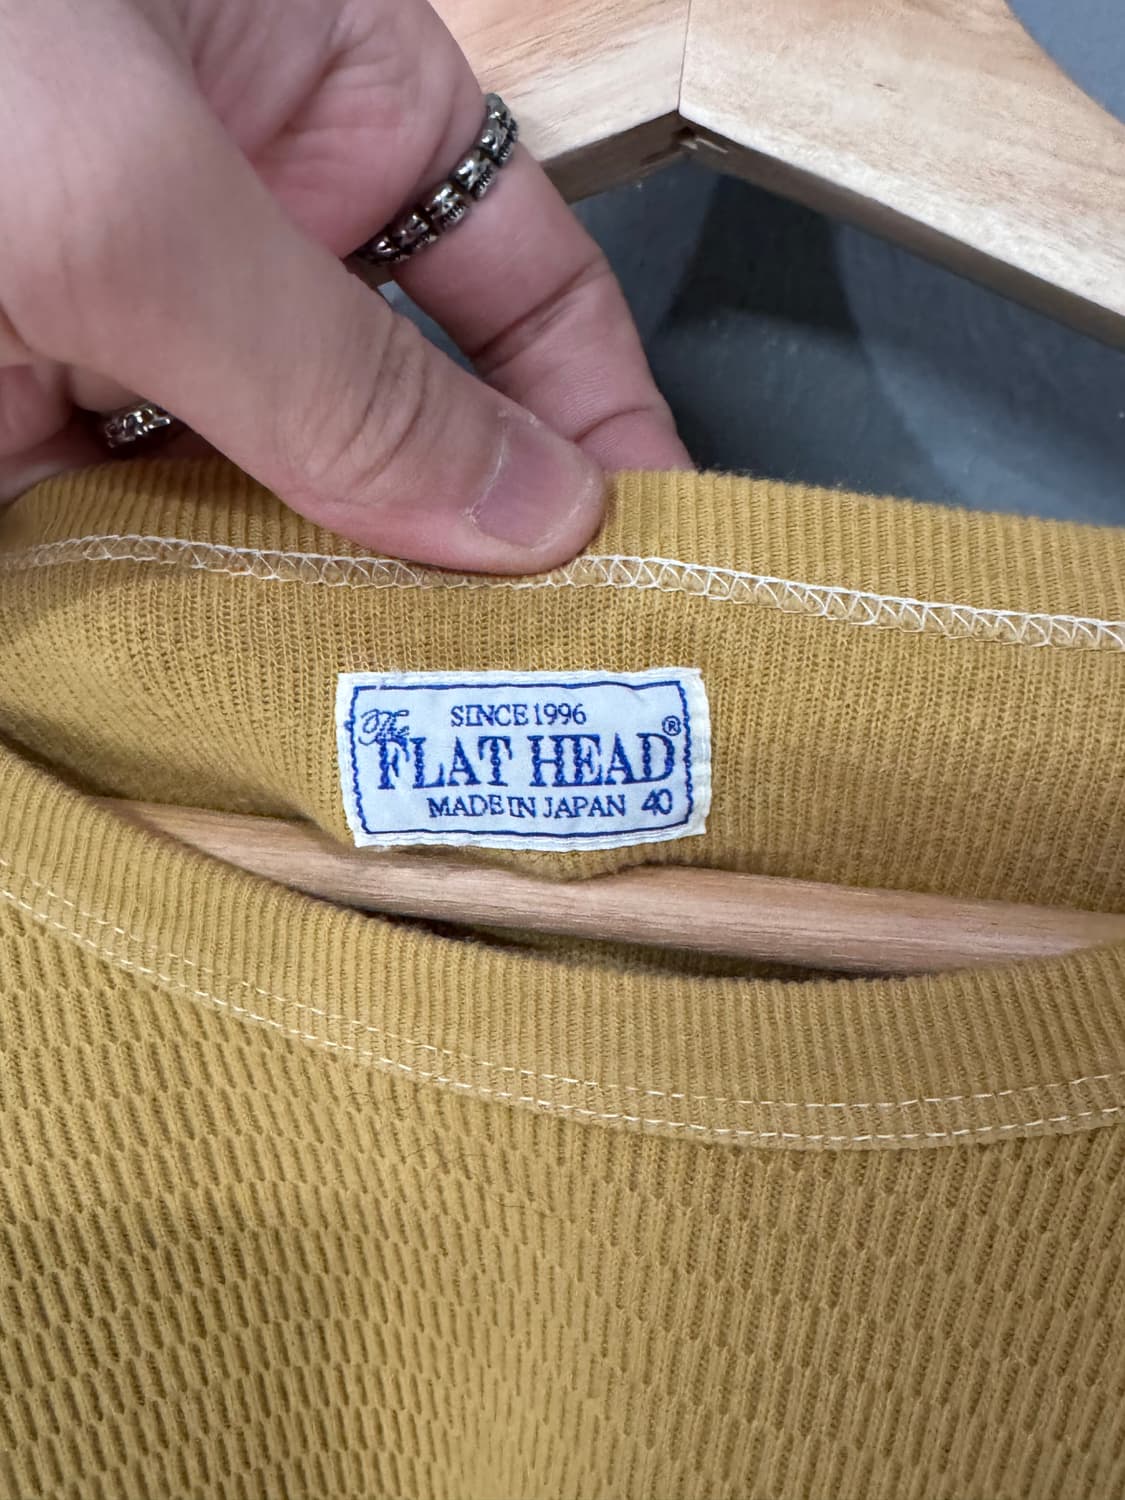 SINCE 1996
The FLAT HEAD®
MADE IN JAPAN 40